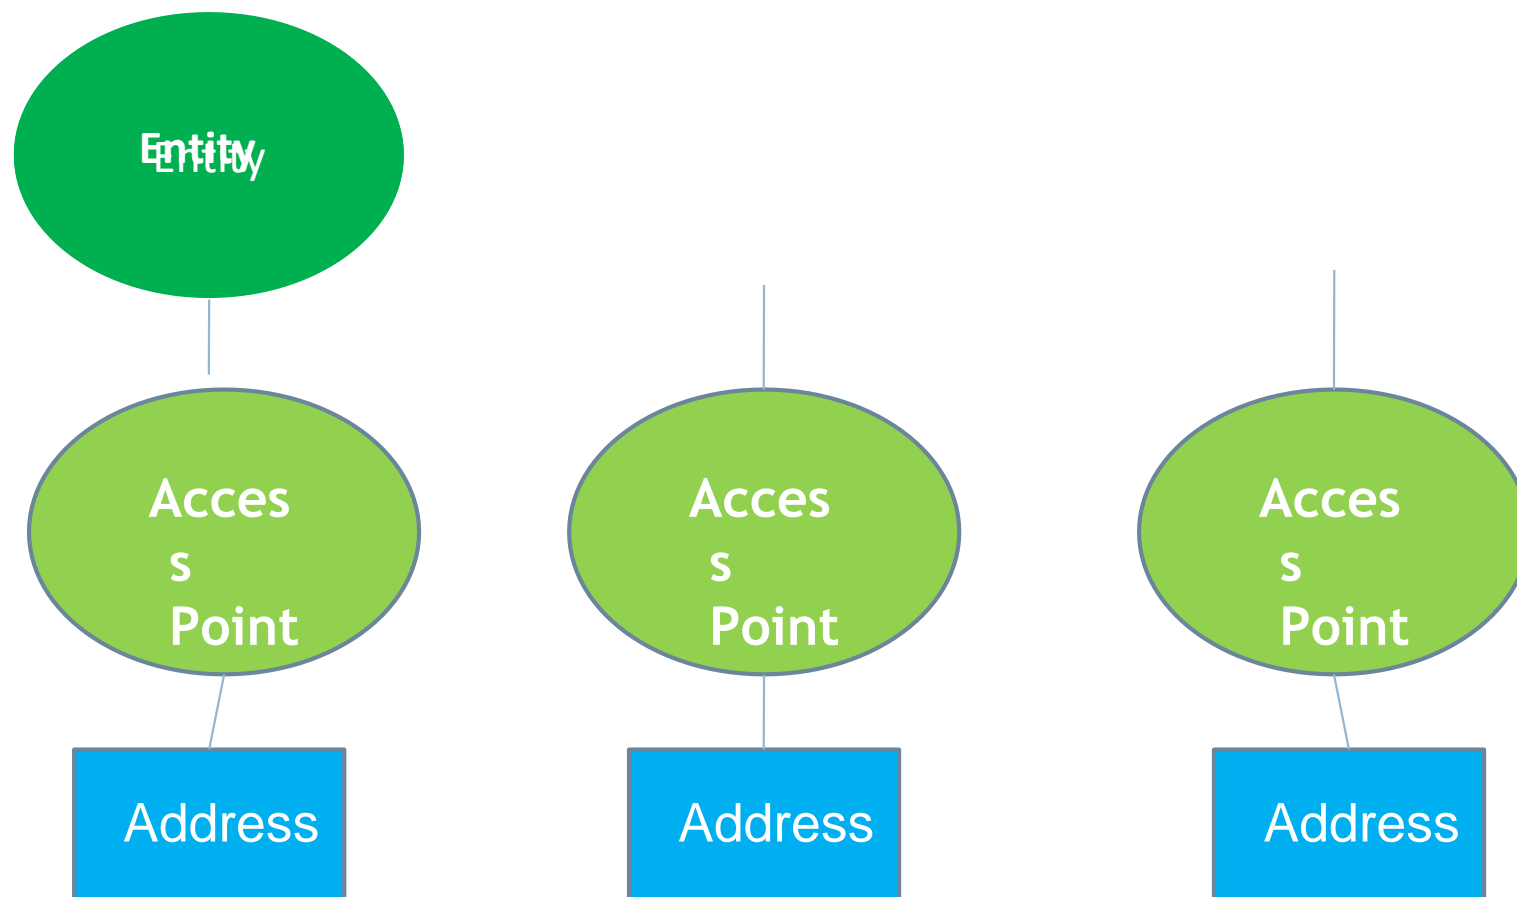 Entity
Entity
Acces
s
Point
Acces
s
Point
Acces
s
Point
Address
Address
Address